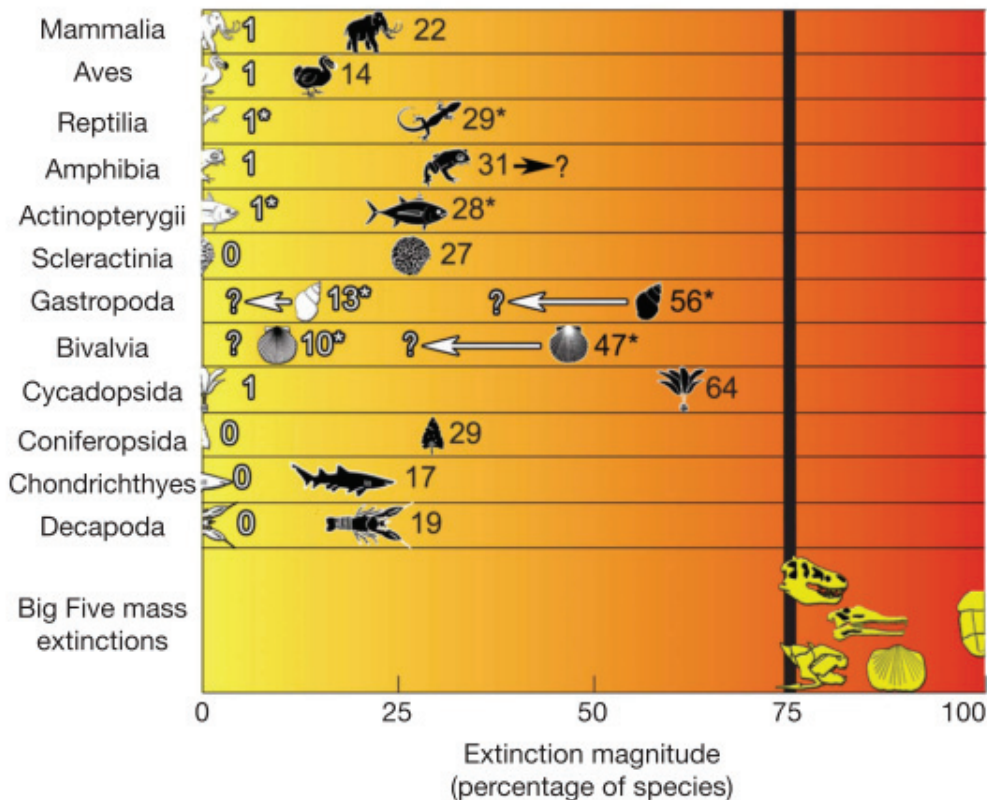 Mammalia 1 22
Aves 1 14
Reptilia 1* 29*
Amphibia 1 31 ?
Actinopterygii 1* 28*
Scleractinia 0 27
Gastropoda ? 13* ? 56*
Bivalvia ? 10* ? 47*
Cycadopsida 1 64
Coniferopsida 0 29
Chondrichthyes 0 17
Decapoda 0 19
Big Five mass
extinctions
0 25 50 75 100
Extinction magnitude
(percentage of species)